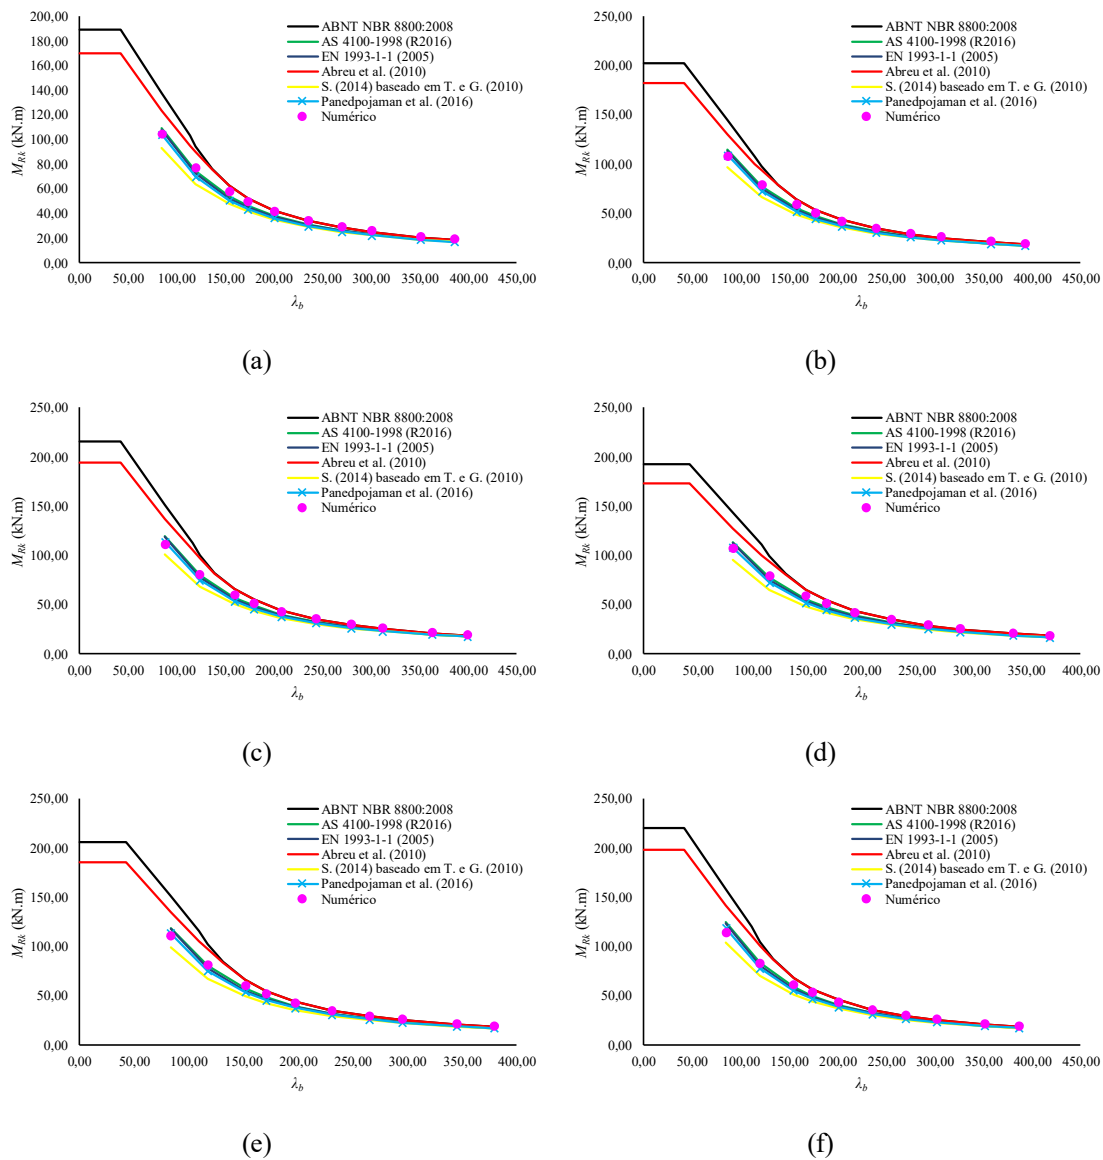 200,00
180,00
160,00
140,00
120,00
100,00
80,00
60,00
40,00
20,00
0,00
M_Rk (kN.m)
ABNT NBR 8800:2008
AS 4100-1998 (R2016)
EN 1993-1-1 (2005)
Abreu et al. (2010)
S. (2014) baseado em T. e G. (2010)
Panedpojaman et al. (2016)
Numérico
0,00 50,00 100,00 150,00 200,00 250,00 300,00 350,00 400,00 450,00
λ_b
(a)
250,00
200,00
150,00
100,00
50,00
0,00
M_Rk (kN.m)
ABNT NBR 8800:2008
AS 4100-1998 (R2016)
EN 1993-1-1 (2005)
Abreu et al. (2010)
S. (2014) baseado em T. e G. (2010)
Panedpojaman et al. (2016)
Numérico
0,00 50,00 100,00 150,00 200,00 250,00 300,00 350,00 400,00 450,00
λ_b
(b)
250,00
200,00
150,00
100,00
50,00
0,00
M_Rk (kN.m)
ABNT NBR 8800:2008
AS 4100-1998 (R2016)
EN 1993-1-1 (2005)
Abreu et al. (2010)
S. (2014) baseado em T. e G. (2010)
Panedpojaman et al. (2016)
Numérico
0,00 50,00 100,00 150,00 200,00 250,00 300,00 350,00 400,00 450,00
λ_b
(c)
250,00
200,00
150,00
100,00
50,00
0,00
M_Rk (kN.m)
ABNT NBR 8800:2008
AS 4100-1998 (R2016)
EN 1993-1-1 (2005)
Abreu et al. (2010)
S. (2014) baseado em T. e G. (2010)
Panedpojaman et al. (2016)
Numérico
0,00 50,00 100,00 150,00 200,00 250,00 300,00 350,00 400,00
λ_b
(d)
250,00
200,00
150,00
100,00
50,00
0,00
M_Rk (kN.m)
ABNT NBR 8800:2008
AS 4100-1998 (R2016)
EN 1993-1-1 (2005)
Abreu et al. (2010)
S. (2014) baseado em T. e G. (2010)
Panedpojaman et al. (2016)
Numérico
0,00 50,00 100,00 150,00 200,00 250,00 300,00 350,00 400,00
λ_b
(e)
250,00
200,00
150,00
100,00
50,00
0,00
M_Rk (kN.m)
ABNT NBR 8800:2008
AS 4100-1998 (R2016)
EN 1993-1-1 (2005)
Abreu et al. (2010)
S. (2014) baseado em T. e G. (2010)
Panedpojaman et al. (2016)
Numérico
0,00 50,00 100,00 150,00 200,00 250,00 300,00 350,00 400,00 450,00
λ_b
(f)